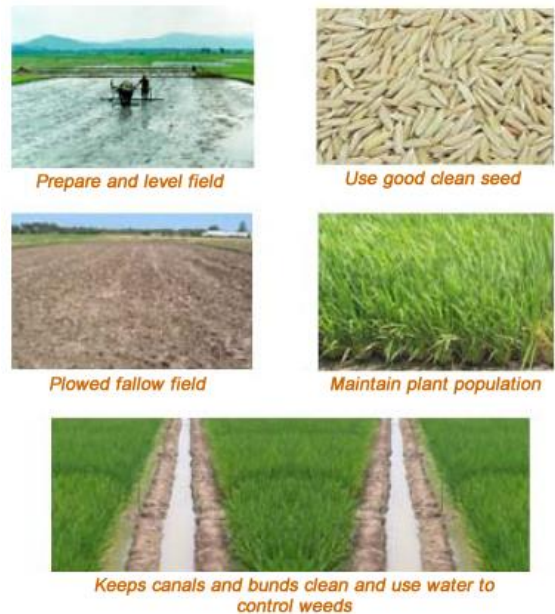 Prepare and level field
Use good clean seed
Plowed fallow field
Maintain plant population
Keeps canals and bunds clean and use water to
control weeds